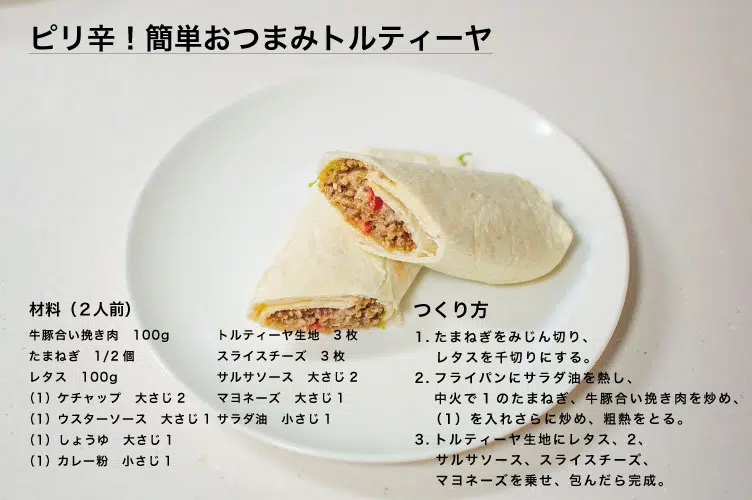 ピリ辛！簡単おつまみトルティーヤ
材料（２人前）
牛豚合い挽き肉　100g
たまねぎ　1/2個
レタス　100g
（1）ケチャップ　大さじ２
（1）ウスターソース　大さじ１
（1）しょうゆ　大さじ１
（1）カレー粉　小さじ１
トルティーヤ生地　３枚
スライスチーズ　３枚
サルサソース　大さじ２
マヨネーズ　大さじ１
サラダ油　小さじ１
つくり方
1. たまねぎをみじん切り、
レタスを千切りにする。
2. フライパンにサラダ油を熱し、
中火で１のたまねぎ、牛豚合い挽き肉を炒め、
（1）を入れさらに炒め、粗熱をとる。
3. トルティーヤ生地にレタス、2、
サルサソース、スライスチーズ、
マヨネーズを乗せ、包んだら完成。